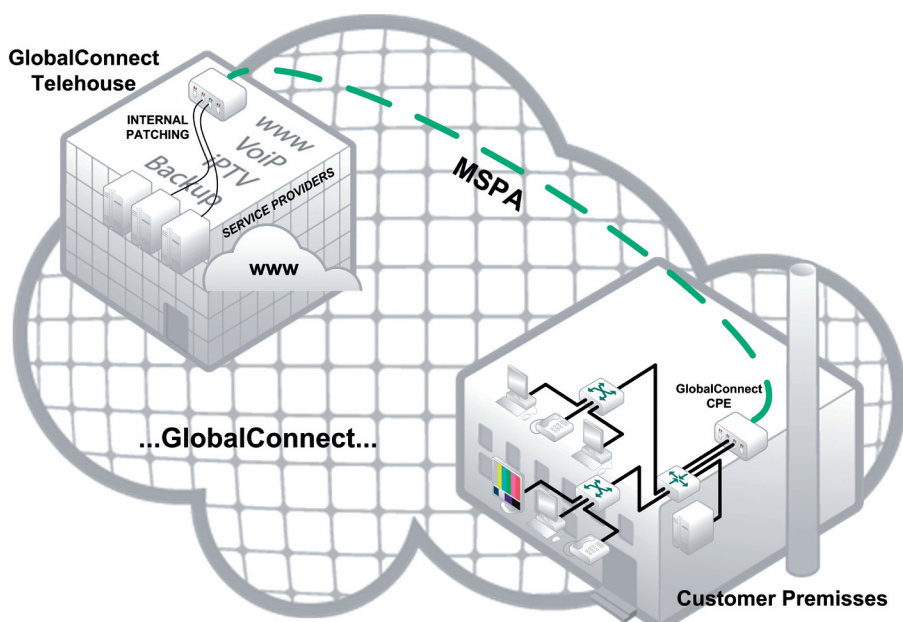 GlobalConnect
Telehouse
INTERNAL
PATCHING
www
VoiP
iPTV
Backup
SERVICE PROVIDERS
www
MSPA
GlobalConnect
CPE
...GlobalConnect...
Customer Premisses